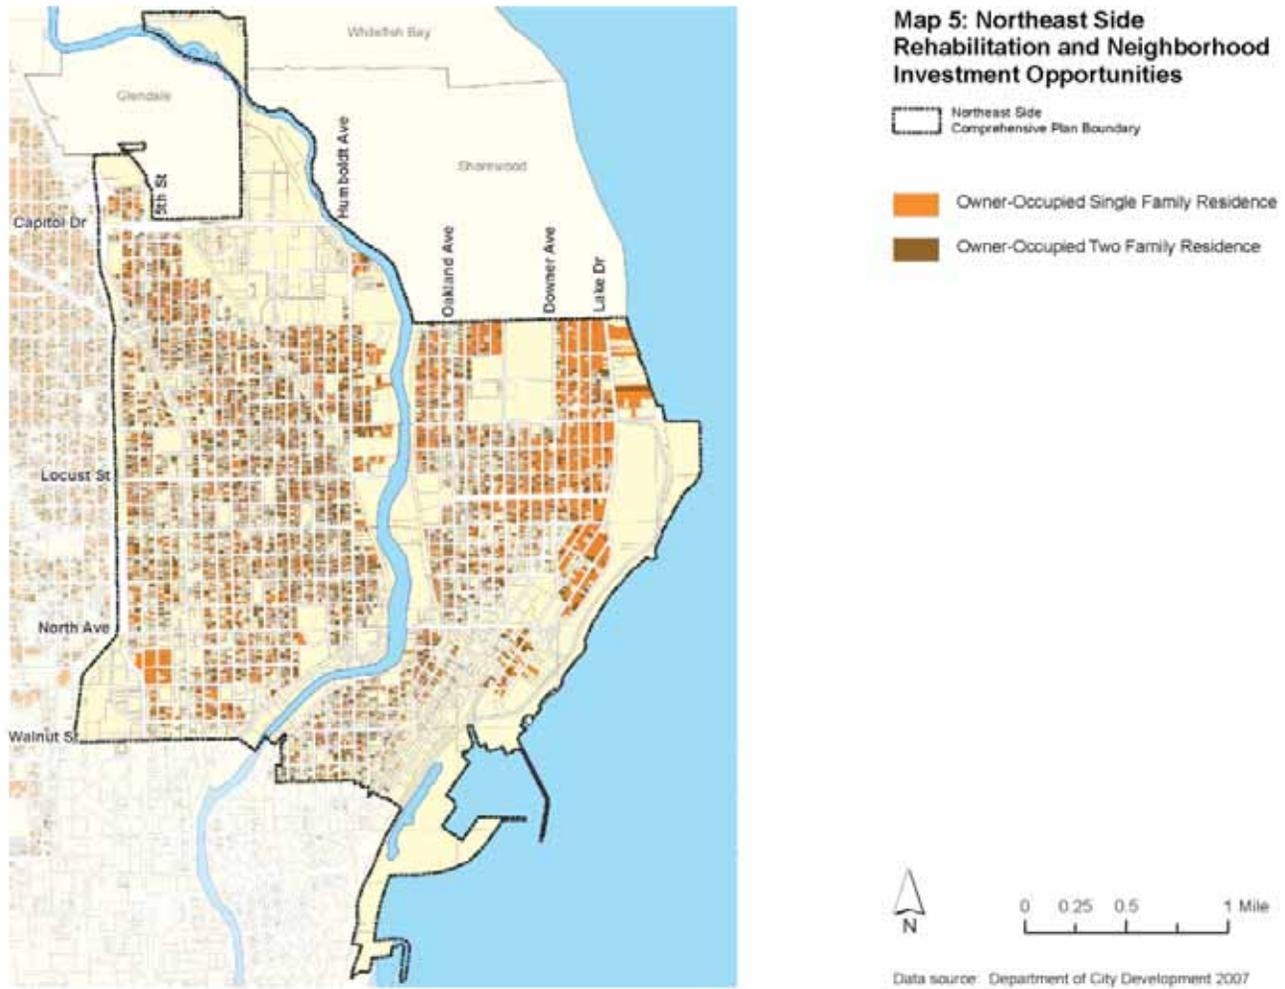 Map 5: Northeast Side
Rehabilitation and Neighborhood
Investment Opportunities
Northeast Side
Comprehensive Plan Boundary
Owner-Occupied Single Family Residence
Owner-Occupied Two Family Residence
Whitefish Bay
Glendale
Shorewood
Humboldt Ave
5th St
Capitol Dr
Oakland Ave
Downer Ave
Lake Dr
Locust St
North Ave
Walnut St
N
0 0.25 0.5 1 Mile
Data source: Department of City Development 2007